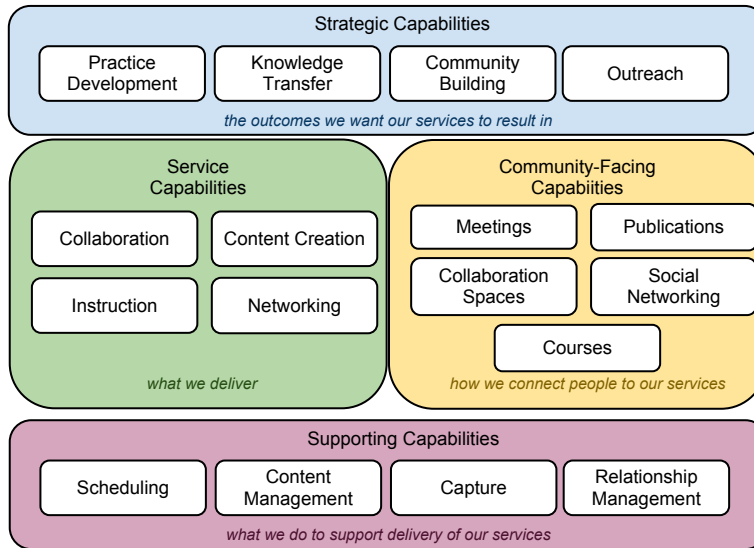 Strategic Capabilities
Practice
Development
Knowledge
Transfer
Community
Building
Outreach
the outcomes we want our services to result in
Service
Capabilities
Collaboration
Content Creation
Instruction
Networking
what we deliver
Community-Facing
Capabiities
Meetings
Publications
Collaboration
Spaces
Social
Networking
Courses
how we connect people to our services
Supporting Capabilities
Scheduling
Content
Management
Capture
Relationship
Management
what we do to support delivery of our services